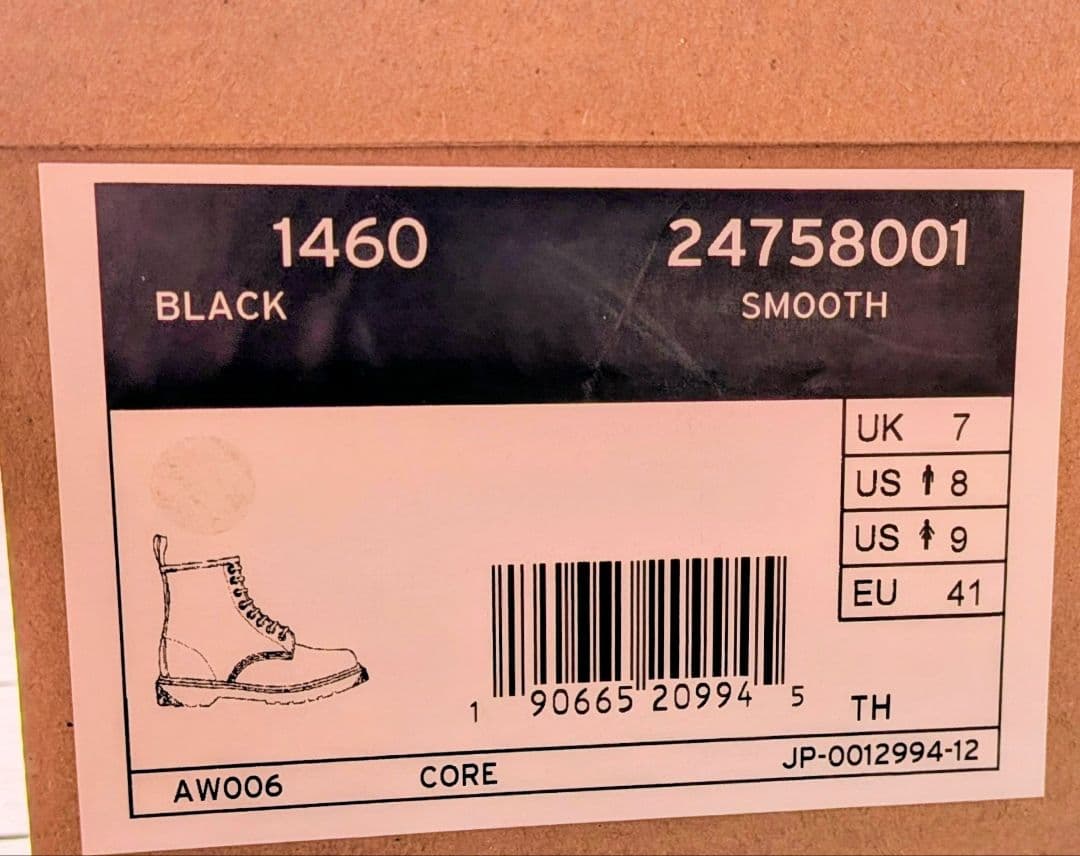 1460
24758001
BLACK
SMOOTH
UK 7
US 8
US 9
EU 41
1 90665 20994 5
TH
AW006
CORE
JP-0012994-12